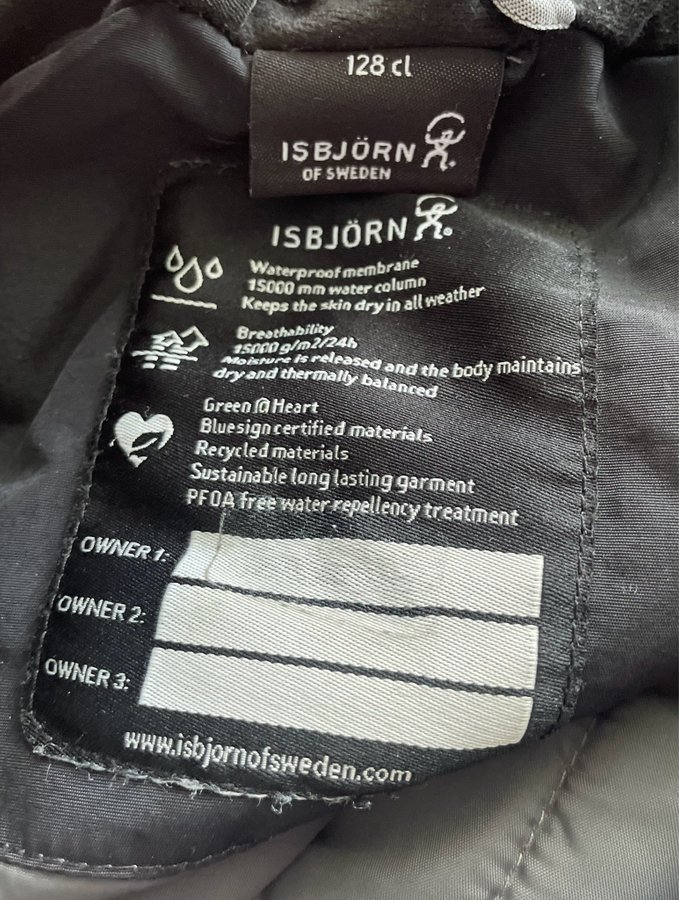 128 cl
ISBJÖRN
OF SWEDEN
ISBJÖRN
Waterproof membrane
15000 mm water column
Keeps the skin dry in all weather
Breathability
15000 g/m2/24h
Moisture is released and the body maintains
dry and thermally balanced
Green @ Heart
Bluesign certified materials
Recycled materials
Sustainable long lasting garment
PFOA free water repellency treatment
OWNER 1:
OWNER 2:
OWNER 3:
www.isbjornofsweden.com